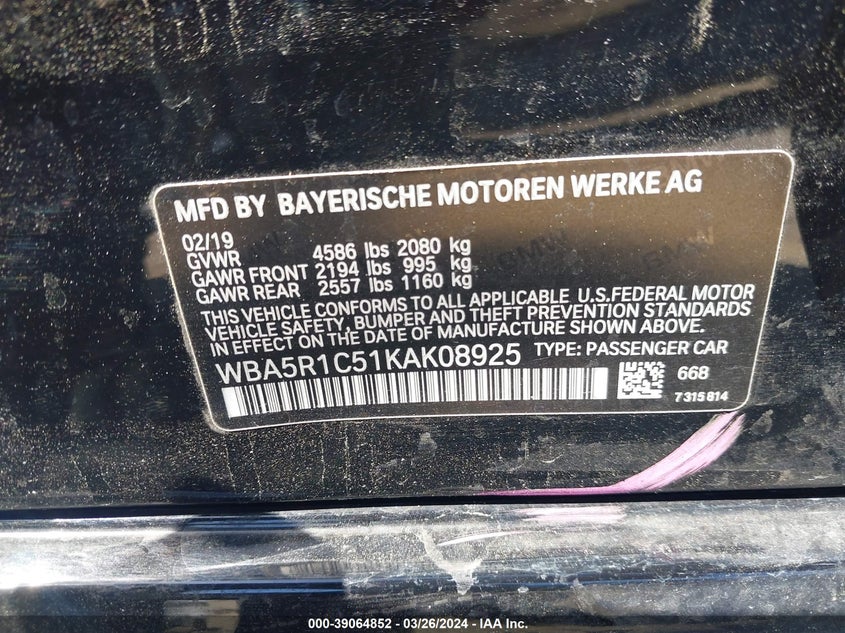 MFD BY BAYERISCHE MOTOREN WERKE AG
02/19
GVWR 4586 lbs 2080 kg
GAWR FRONT 2194 lbs 995 kg
GAWR REAR 2557 lbs 1160 kg
THIS VEHICLE CONFORMS TO ALL APPLICABLE U.S.FEDERAL MOTOR
VEHICLE SAFETY, BUMPER AND THEFT PREVENTION STANDARDS
IN EFFECT ON THE DATE OF MANUFACTURE SHOWN ABOVE.
WBA5R1C51KAK08925 TYPE: PASSENGER CAR
668
7315814
000-39064852 - 03/26/2024 - IAA Inc.